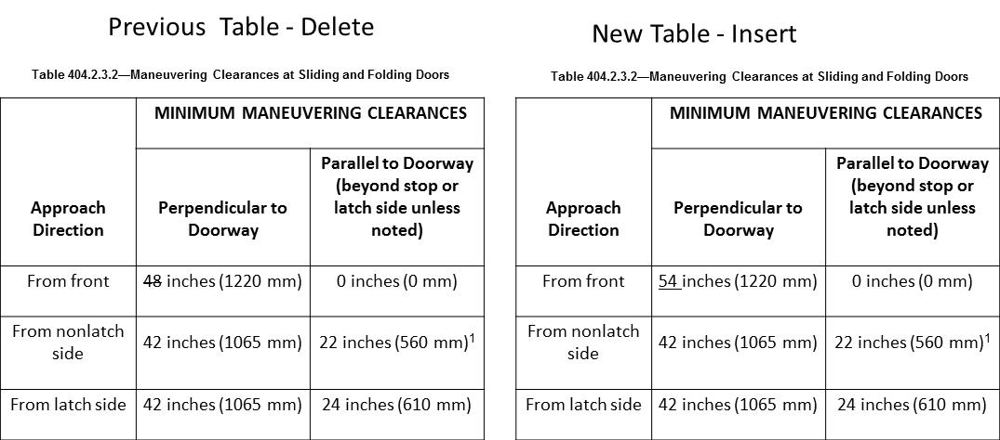 Previous Table - Delete
Table 404.2.3.2—Maneuvering Clearances at Sliding and Folding Doors
MINIMUM MANEUVERING CLEARANCES
Approach
Direction
Perpendicular to
Doorway
Parallel to Doorway
(beyond stop or
latch side unless
noted)
From front
48 inches (1220 mm)
0 inches (0 mm)
From nonlatch
side
42 inches (1065 mm)
22 inches (560 mm)1
From latch side
42 inches (1065 mm)
24 inches (610 mm)
New Table - Insert
Table 404.2.3.2—Maneuvering Clearances at Sliding and Folding Doors
MINIMUM MANEUVERING CLEARANCES
Approach
Direction
Perpendicular to
Doorway
Parallel to Doorway
(beyond stop or
latch side unless
noted)
From front
54 inches (1220 mm)
0 inches (0 mm)
From nonlatch
side
42 inches (1065 mm)
22 inches (560 mm)1
From latch side
42 inches (1065 mm)
24 inches (610 mm)